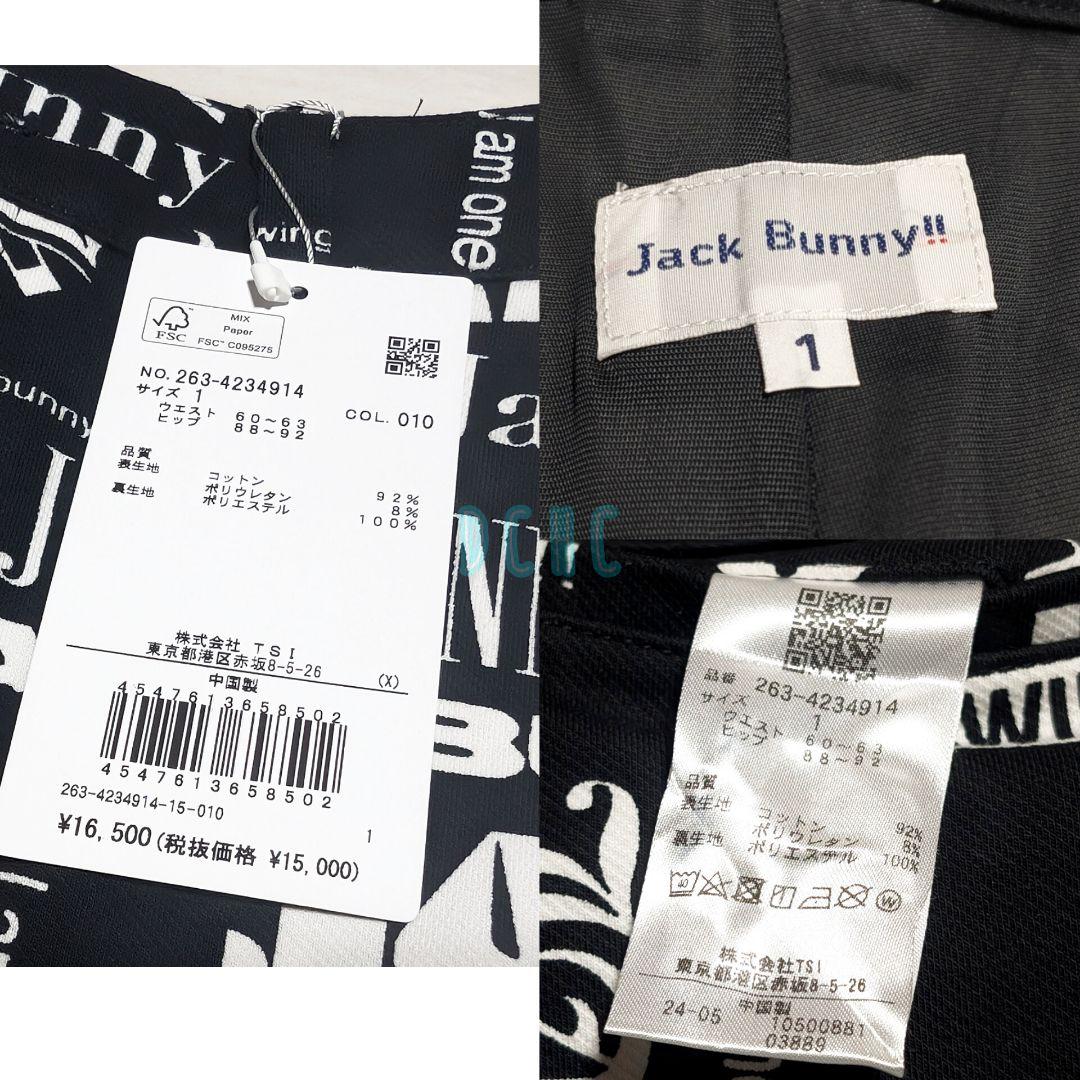 unny
I am one
wing
!!
bunny
J
Ja
N
B
MIX
Paper
FSC
FSC™ C095275
NO. 263-4234914
サイズ 1
COL. 010
ウエスト 60～63
ヒップ 88～92
品質
表生地 コットン 92%
ポリウレタン 8%
裏生地 ポリエステル 100%
株式会社 TSI
東京都港区赤坂8-5-26 (X)
中国製
4547613658502
4547613658502
263-4234914-15-010
1
¥16,500(税抜価格 ¥15,000)
Jack Bunny!!
1
DCHC
WI
品番 263-4234914
サイズ 1
ウエスト 60～63
ヒップ 88～92
品質
表生地 コットン 92%
ポリウレタン 8%
裏生地 ポリエステル 100%
40
W
株式会社TSI
東京都港区赤坂8-5-26
中国製
24-05 10500881
03889